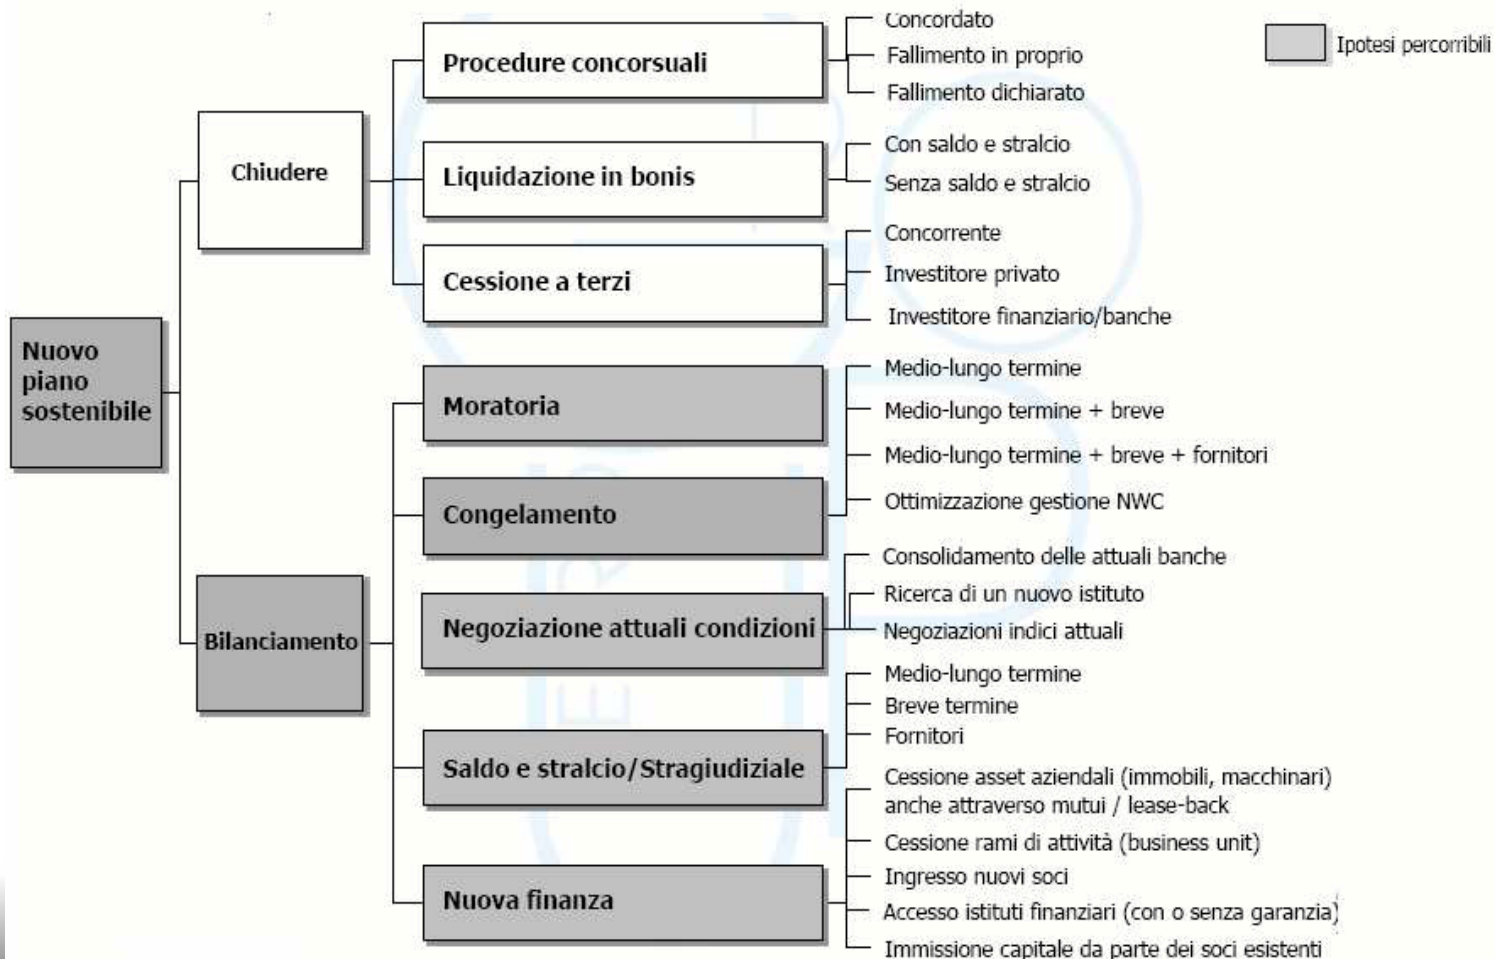 Concordato
Procedure concorsuali
Fallimento in proprio
Fallimento dichiarato
Ipotesi percorribili
Chiudere
Liquidazione in bonis
Con saldo e stralcio
Senza saldo e stralcio
Cessione a terzi
Concorrente
Investitore privato
Investitore finanziario/banche
Nuovo
piano
sostenibile
Moratoria
Medio-lungo termine
Medio-lungo termine + breve
Medio-lungo termine + breve + fornitori
Congelamento
Ottimizzazione gestione NWC
Bilanciamento
Negoziazione attuali condizioni
Consolidamento delle attuali banche
Ricerca di un nuovo istituto
Negoziazioni indici attuali
Saldo e stralcio/Stragiudiziale
Medio-lungo termine
Breve termine
Fornitori
Nuova finanza
Cessione asset aziendali (immobili, macchinari)
anche attraverso mutui / lease-back
Cessione rami di attività (business unit)
Ingresso nuovi soci
Accesso istituti finanziari (con o senza garanzia)
Immissione capitale da parte dei soci esistenti